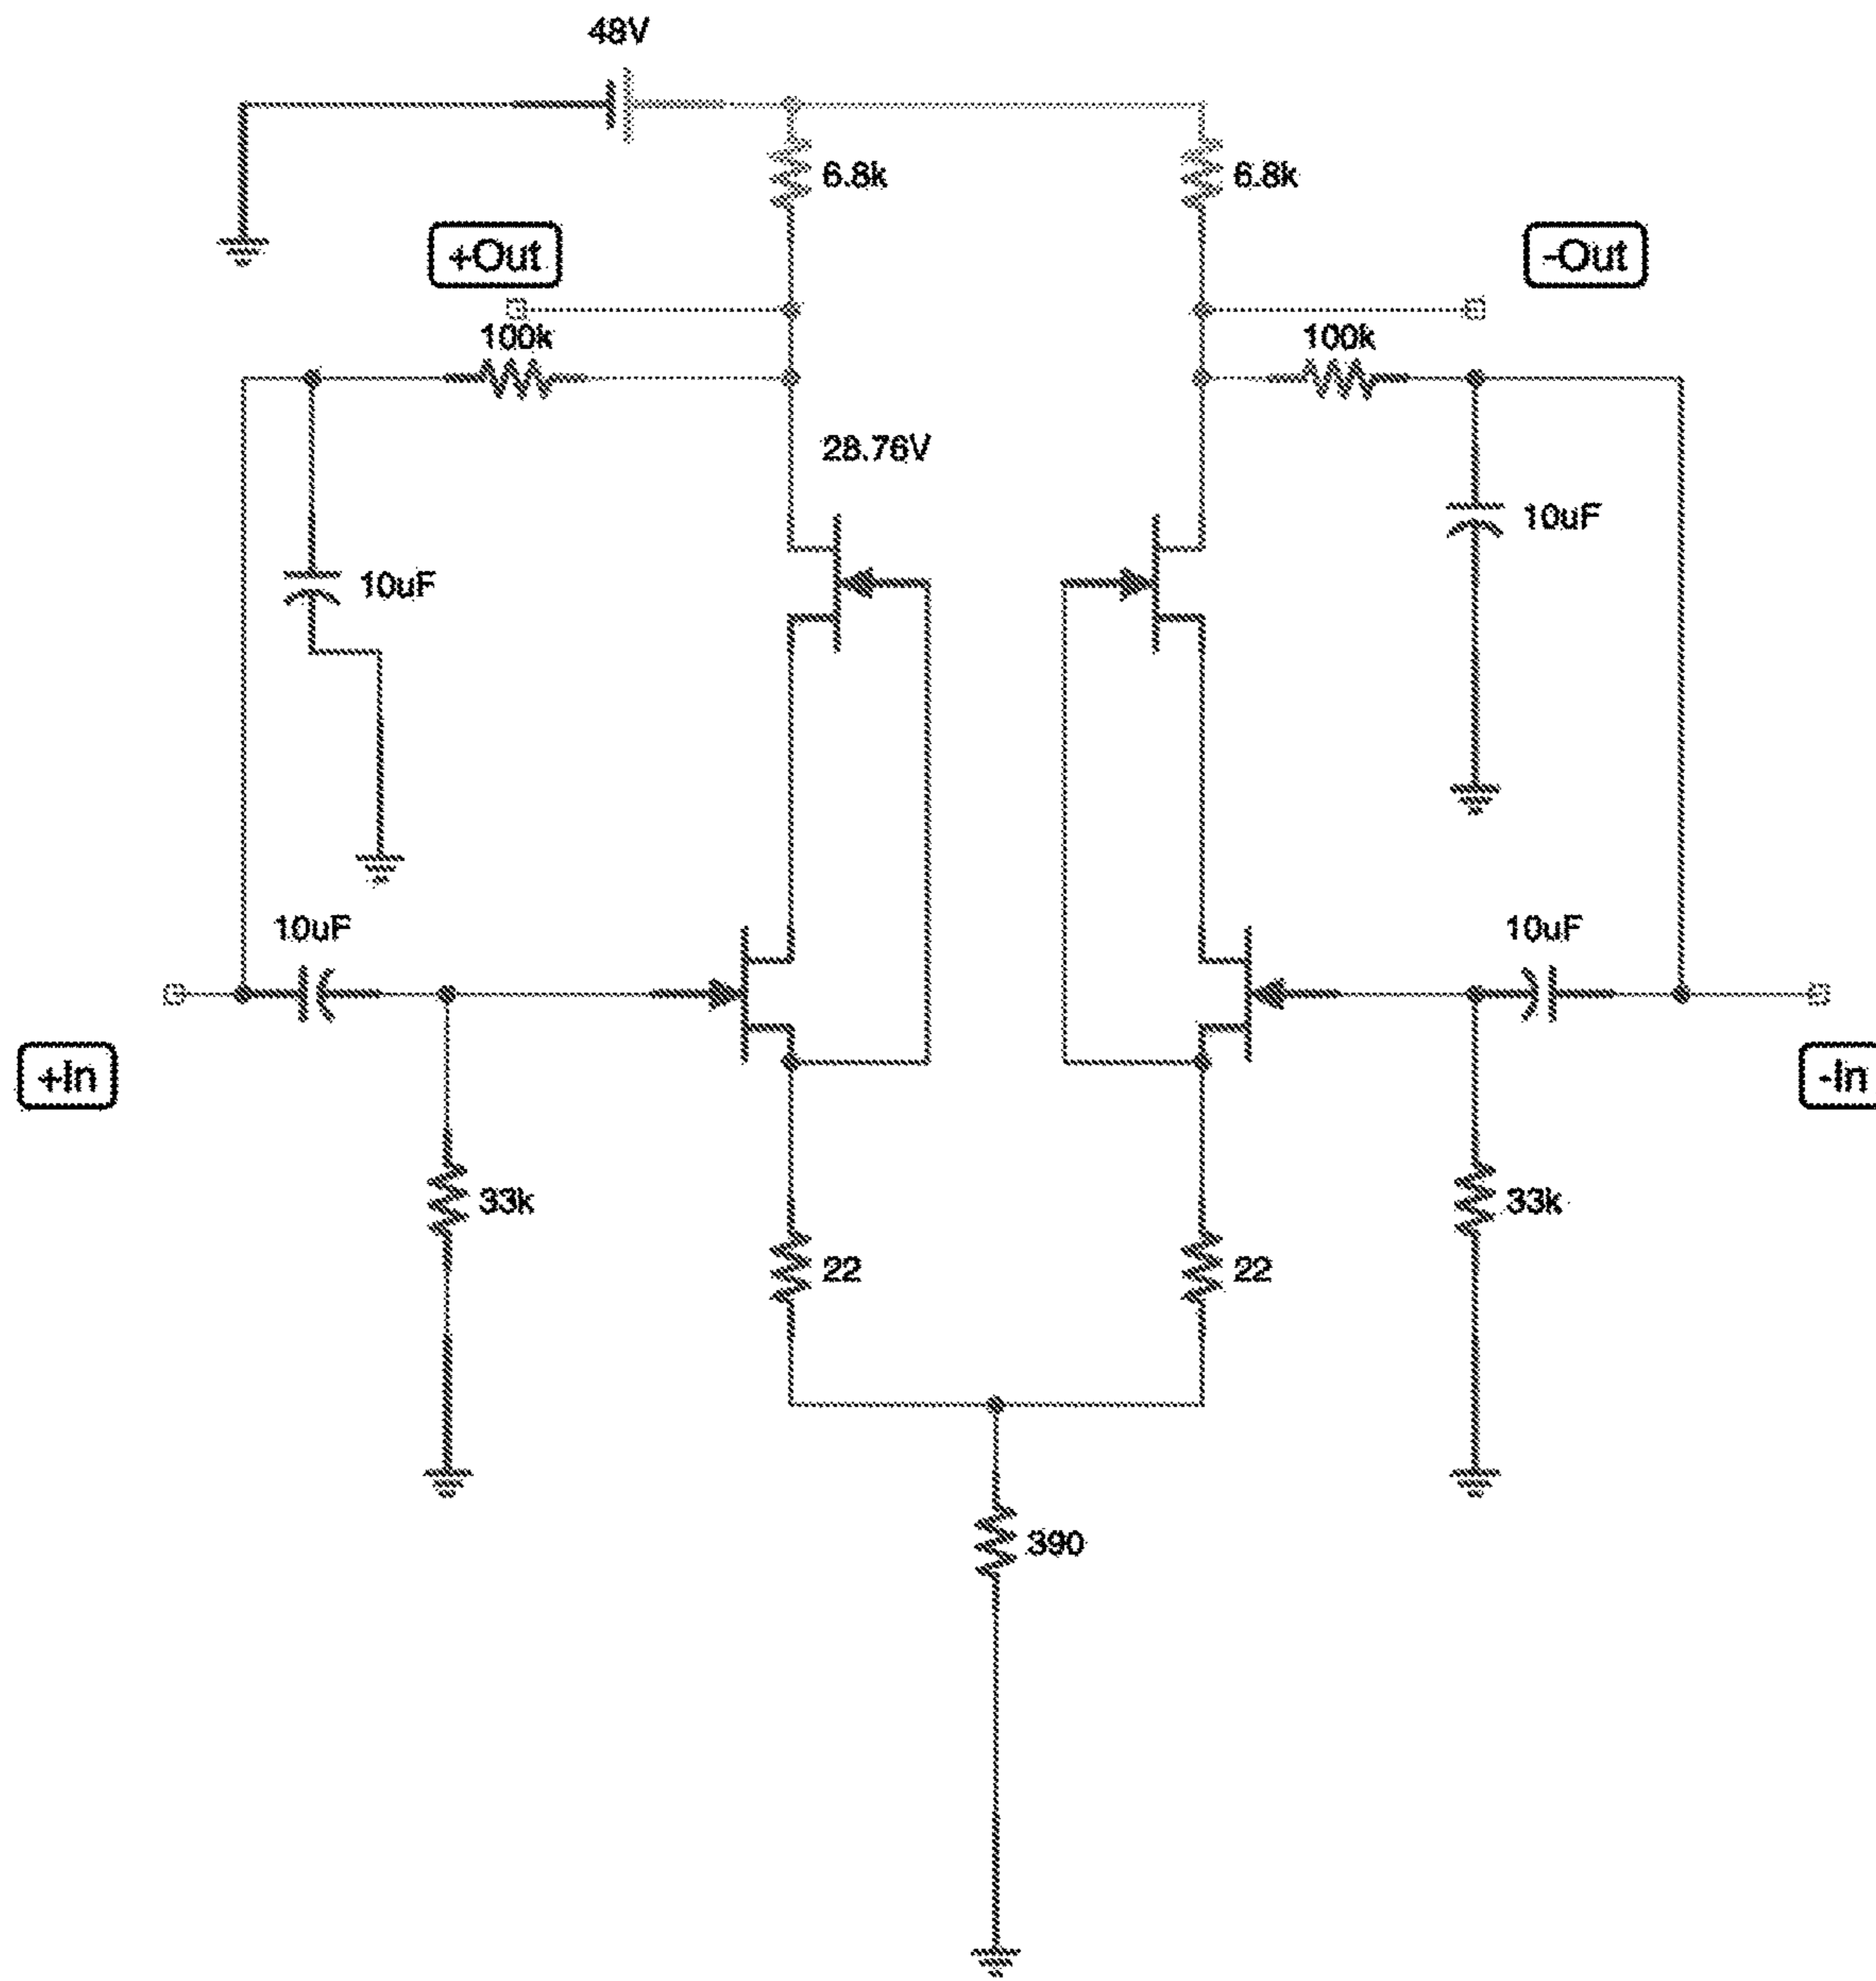 48V
6.8k
6.8k
+Out
-Out
100k
100k
28.76V
10uF
10uF
10uF
10uF
+In
-In
33k
33k
22
22
390